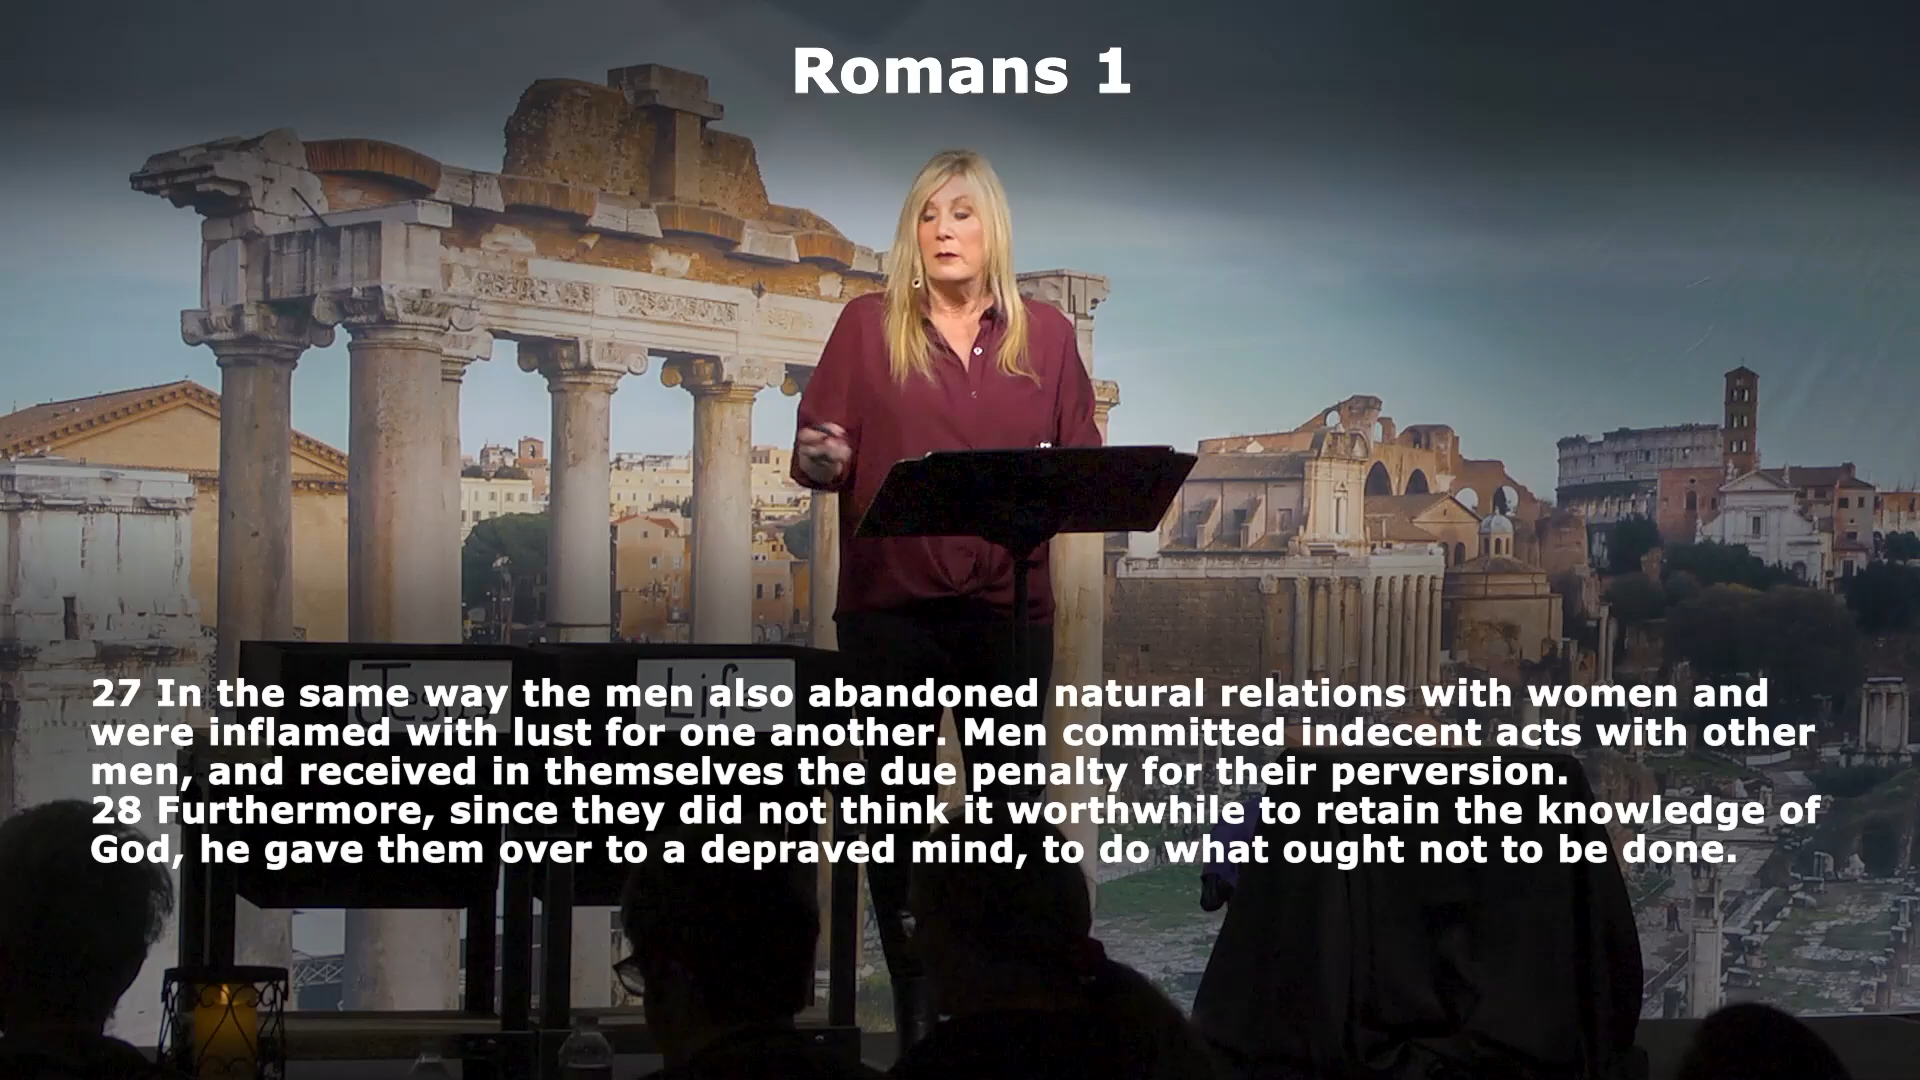 Romans 1
Jesus Life
27 In the same way the men also abandoned natural relations with women and
were inflamed with lust for one another. Men committed indecent acts with other
men, and received in themselves the due penalty for their perversion.
28 Furthermore, since they did not think it worthwhile to retain the knowledge of
God, he gave them over to a depraved mind, to do what ought not to be done.